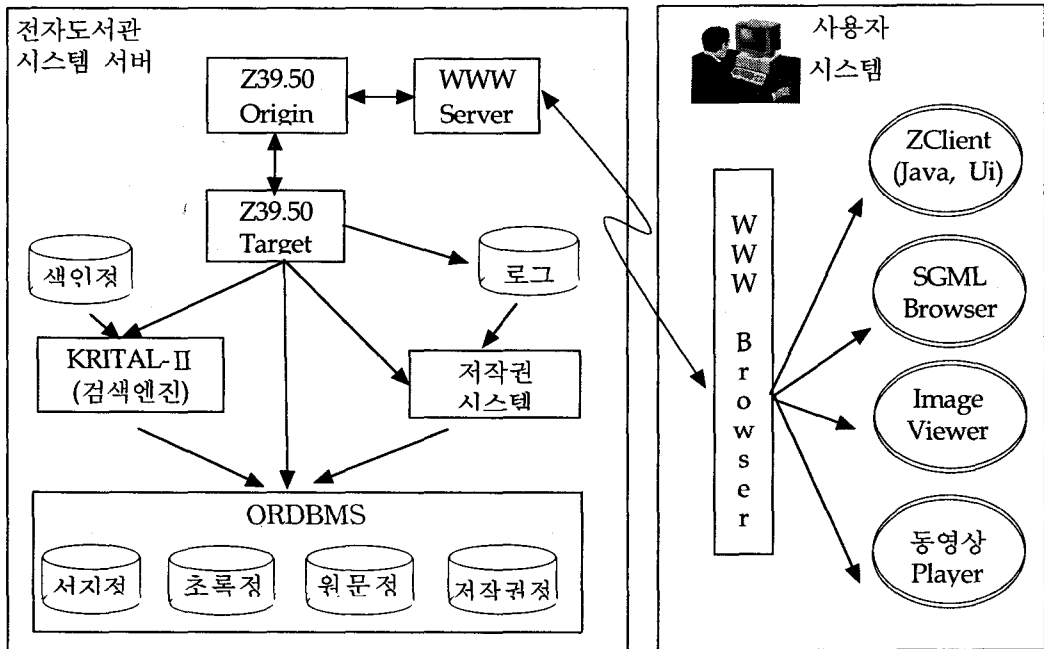 전자도서관
시스템 서버
Z39.50
Origin
WWW
Server
Z39.50
Target
색인정
로그
KRITAL-II
(검색엔진)
저작권
시스템
ORDBMS
서지정
초록정
원문정
저작권정
사용자
시스템
WWW Browser
ZClient
(Java, Ui)
SGML
Browser
Image
Viewer
동영상
Player